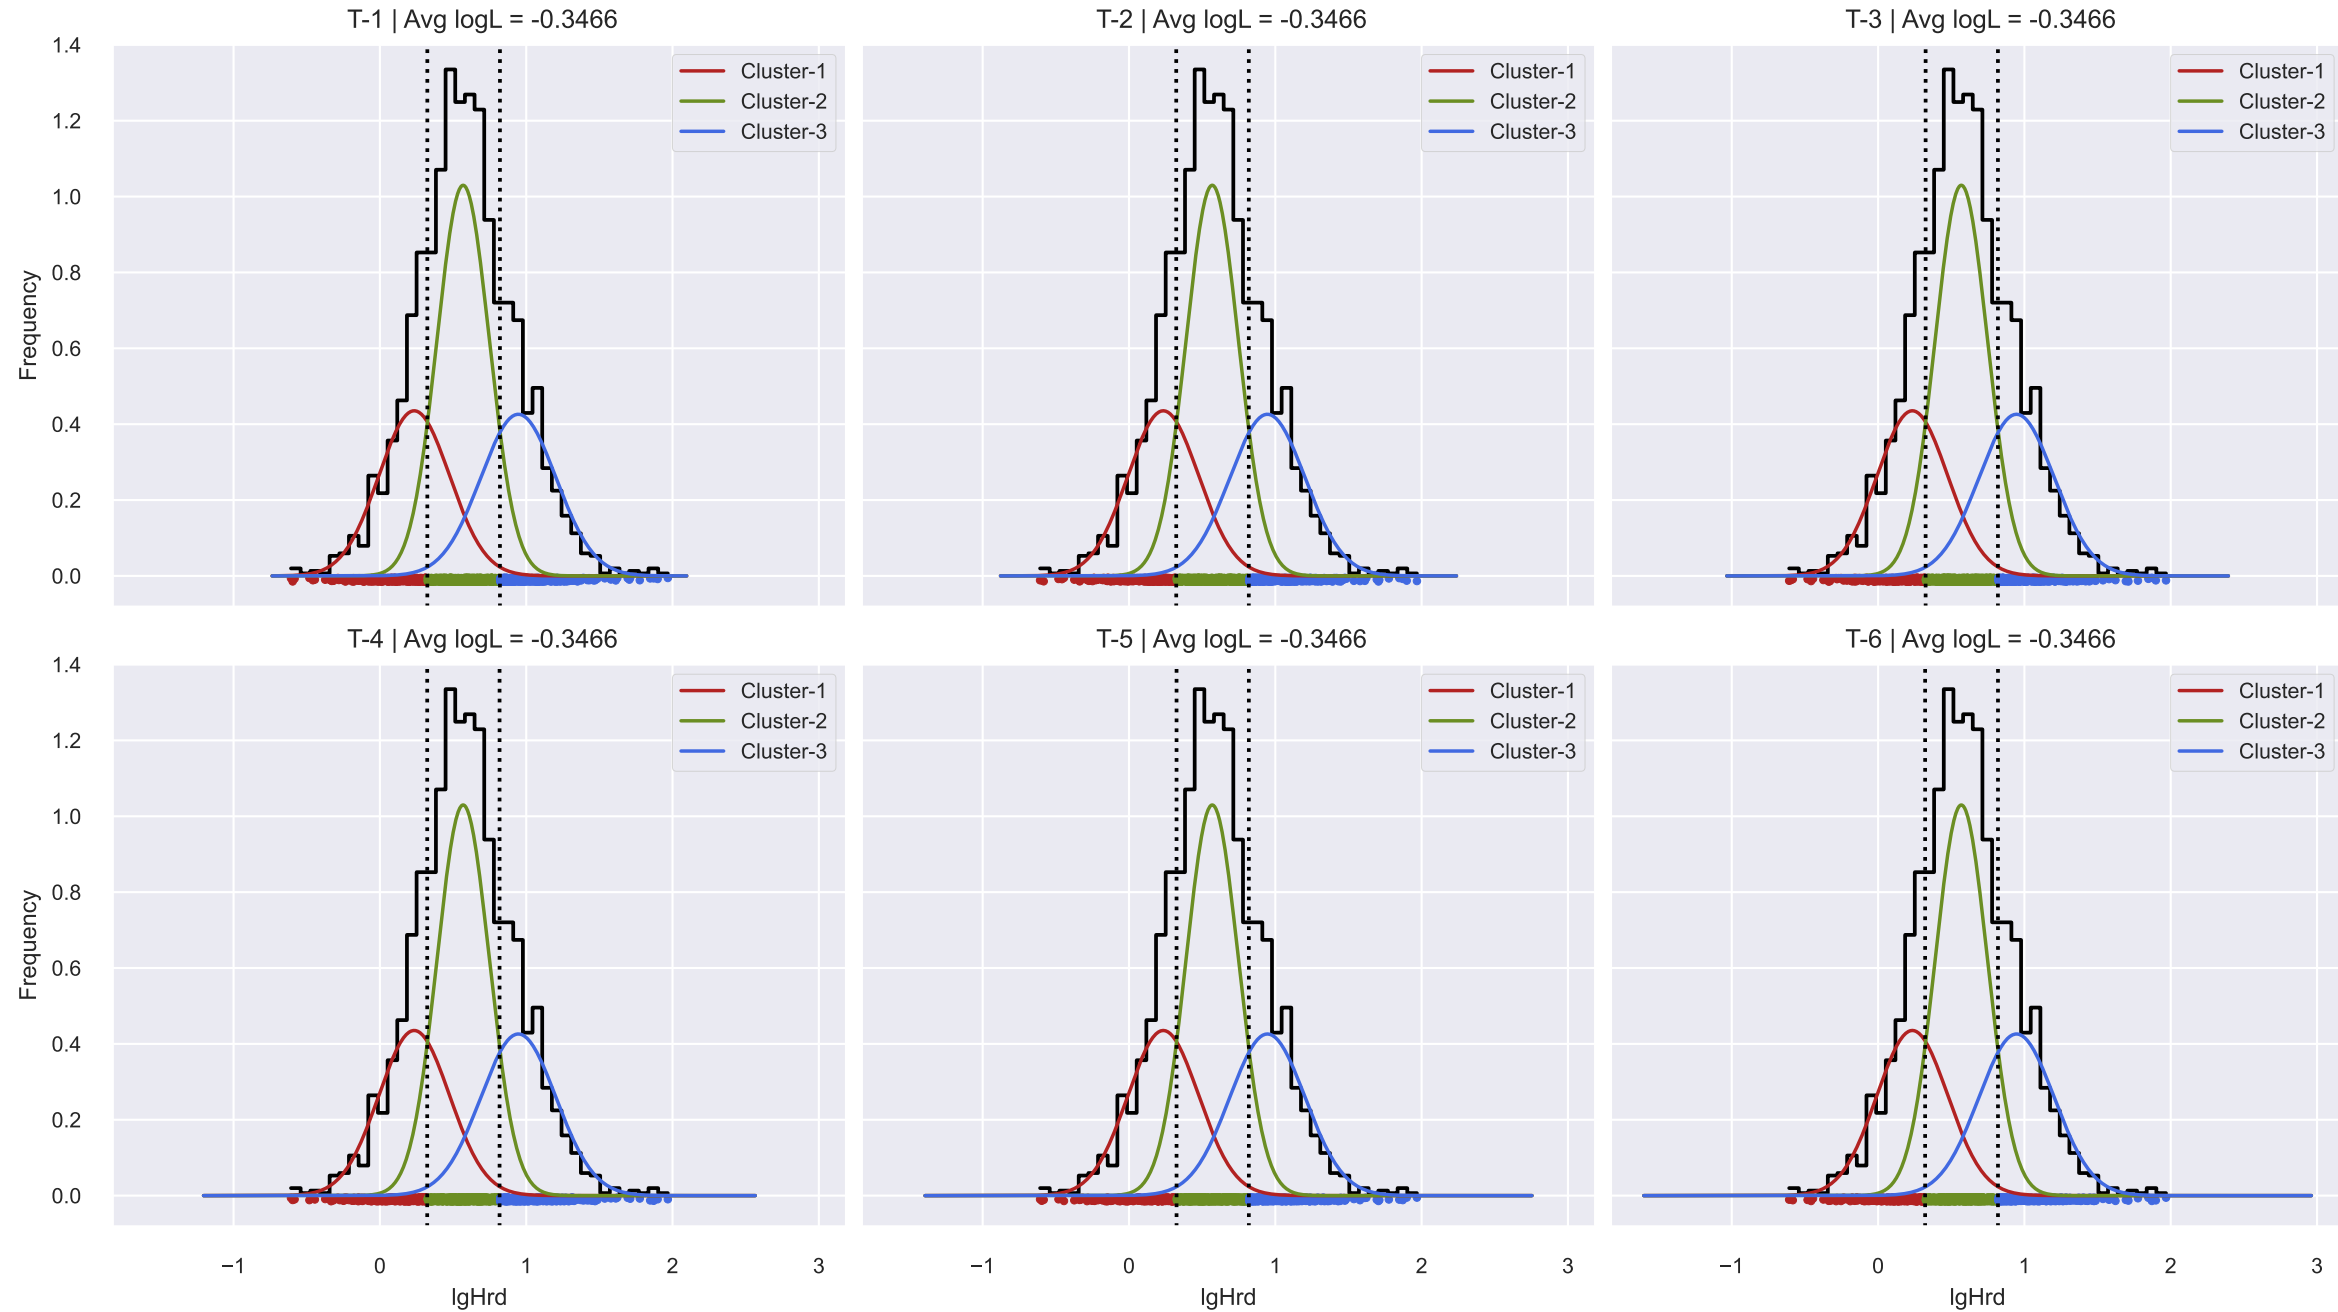 T-1 | Avg logL = -0.3466
T-2 | Avg logL = -0.3466
T-3 | Avg logL = -0.3466
1.4
1.2
1.0
0.8
0.6
0.4
0.2
0.0
Frequency
Cluster-1
Cluster-2
Cluster-3
Cluster-1
Cluster-2
Cluster-3
Cluster-1
Cluster-2
Cluster-3
T-4 | Avg logL = -0.3466
T-5 | Avg logL = -0.3466
T-6 | Avg logL = -0.3466
1.4
1.2
1.0
0.8
0.6
0.4
0.2
0.0
Frequency
Cluster-1
Cluster-2
Cluster-3
Cluster-1
Cluster-2
Cluster-3
Cluster-1
Cluster-2
Cluster-3
−1 0 1 2 3
−1 0 1 2 3
−1 0 1 2 3
lgHrd
lgHrd
lgHrd